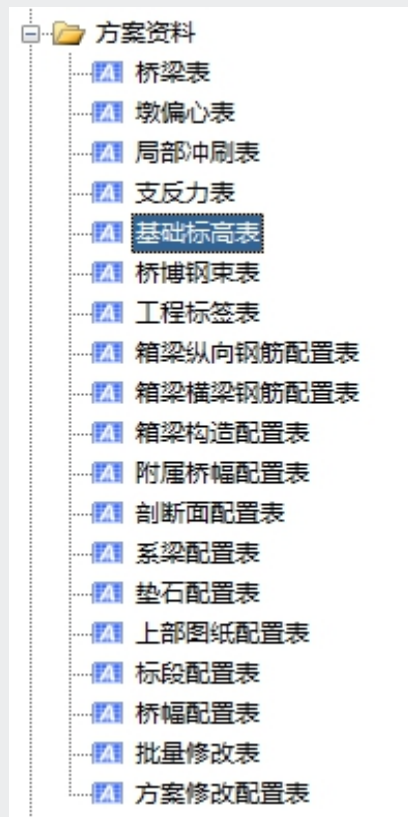 方案资料
桥梁表
墩偏心表
局部冲刷表
支反力表
基础标高表
桥博钢束表
工程标签表
箱梁纵向钢筋配置表
箱梁横梁钢筋配置表
箱梁构造配置表
附属桥幅配置表
剖断面配置表
系梁配置表
垫石配置表
上部图纸配置表
标段配置表
桥幅配置表
批量修改表
方案修改配置表